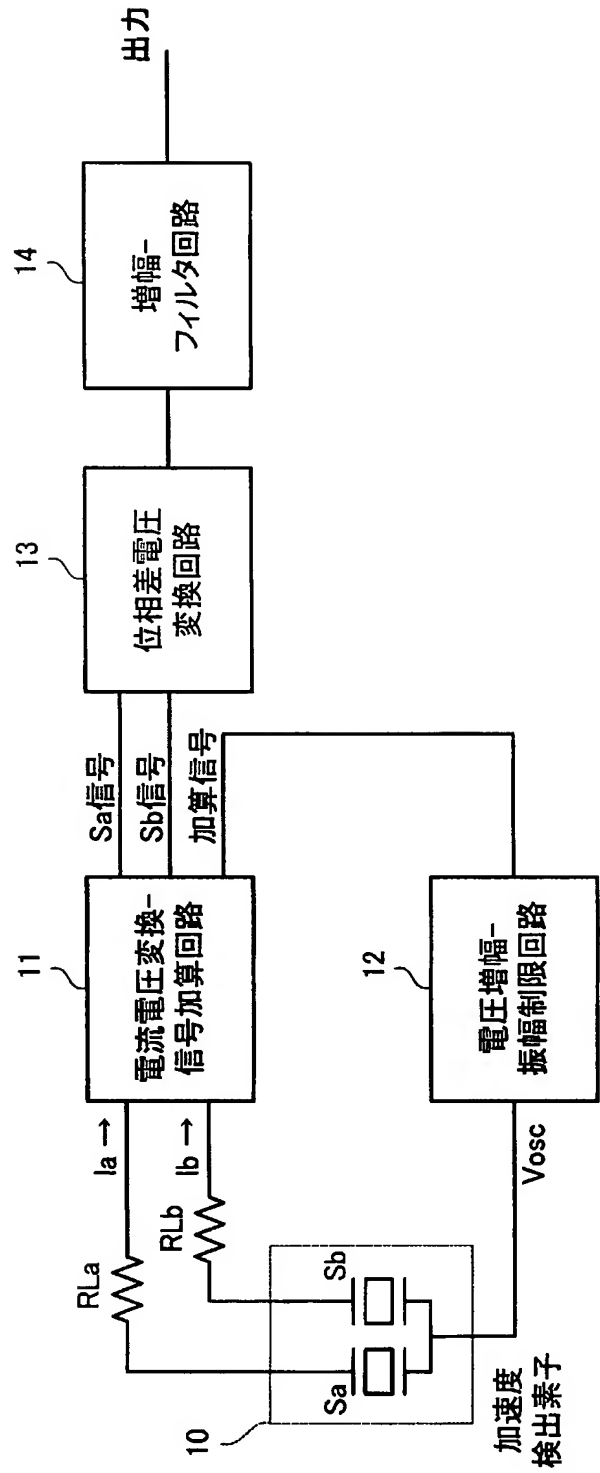 10
加速度
検出素子
Sa
Sb
RLa
RLb
Ia →
Ib →
Vosc
11
電流電圧変換-
信号加算回路
12
電圧増幅-
振幅制限回路
Sa信号
Sb信号
加算信号
13
位相差電圧
変換回路
14
増幅-
フィルタ回路
出力